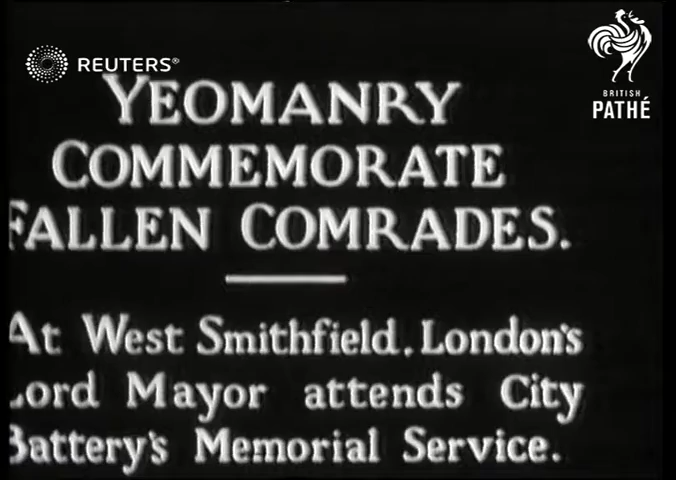 REUTERS®
BRITISH
PATHÉ
YEOMANRY
COMMEMORATE
FALLEN COMRADES.
At West Smithfield, London's
Lord Mayor attends City
Battery's Memorial Service.